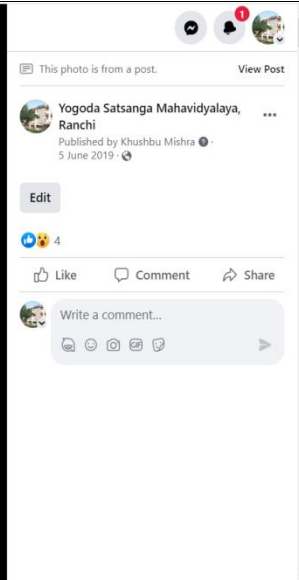 1
This photo is from a post.
View Post
Yogoda Satsanga Mahavidyalaya,
Ranchi
Published by Khushbu Mishra ·
5 June 2019 ·
Edit
4
Like
Comment
Share
Write a comment...
GIF